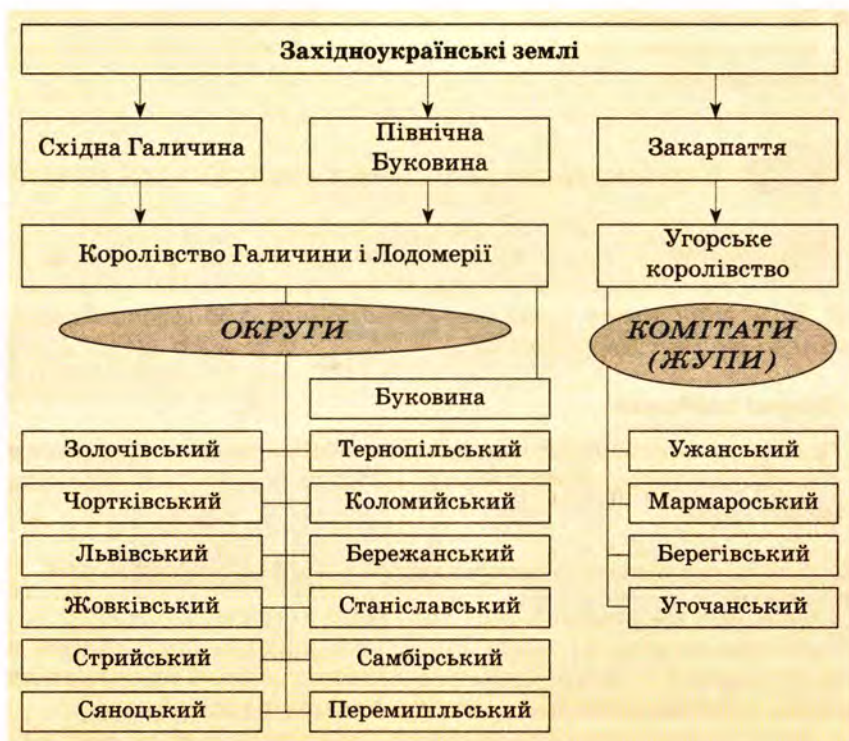 Західноукраїнські землі
Східна Галичина
Північна
Буковина
Закарпаття
Королівство Галичини і Лодомерії
Угорське
королівство
ОКРУГИ
КОМІТАТИ
(ЖУПИ)
Буковина
Золочівський
Тернопільський
Ужанський
Чортківський
Коломийський
Мармароський
Львівський
Бережанський
Берегівський
Жовківський
Станіславський
Угочанський
Стрийський
Самбірський
Сяноцький
Перемишльський